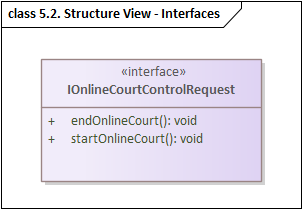 class 5.2. Structure View - Interfaces
«interface»
IOnlineCourtControlRequest
+ endOnlineCourt(): void
+ startOnlineCourt(): void